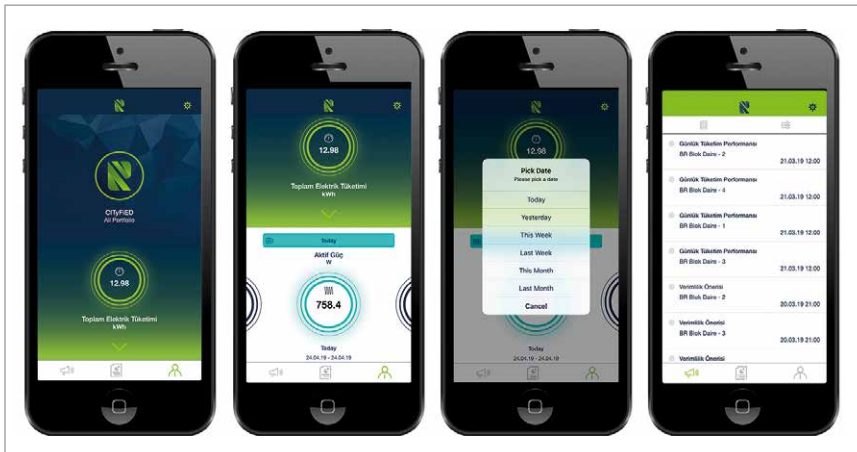 CITyFiED
All Portfolio
12.98
Toplam Elektrik Tüketimi
kWh
12.98
Toplam Elektrik Tüketimi
kWh
Today
Aktif Güç
W
758.4
Today
24.04.19 - 24.04.19
12.98
Pick Date
Please pick a date
Today
Yesterday
This Week
Last Week
This Month
Last Month
Cancel
Today
24.04.19 - 24.04.19
Günlük Tüketim Performansı
BR Blok Daire - 2
21.03.19 12:00
Günlük Tüketim Performansı
BR Blok Daire - 4
21.03.19 12:00
Günlük Tüketim Performansı
BR Blok Daire - 1
21.03.19 12:00
Günlük Tüketim Performansı
BR Blok Daire - 3
21.03.19 12:00
Verimlilik Önerisi
BR Blok Daire - 2
20.03.19 21:00
Verimlilik Önerisi
BR Blok Daire - 3
20.03.19 21:00
Verimlilik Önerisi